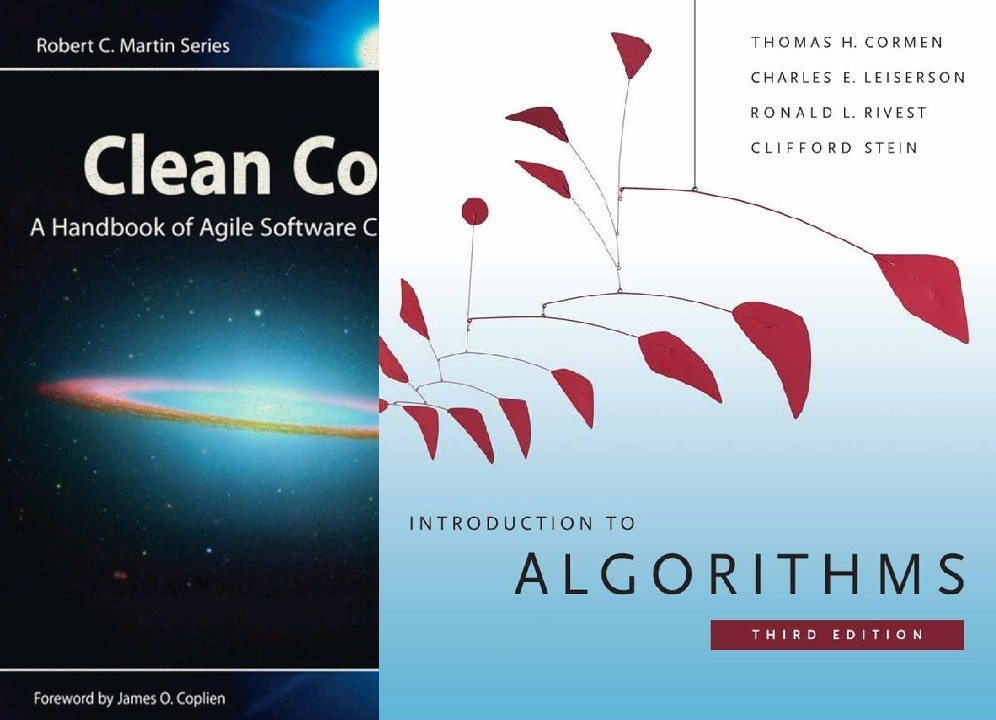 Robert C. Martin Series
Clean Co
A Handbook of Agile Software C
Foreword by James O. Coplien
THOMAS H. CORMEN
CHARLES E. LEISERSON
RONALD L. RIVEST
CLIFFORD STEIN
INTRODUCTION TO
ALGORITHMS
THIRD EDITION